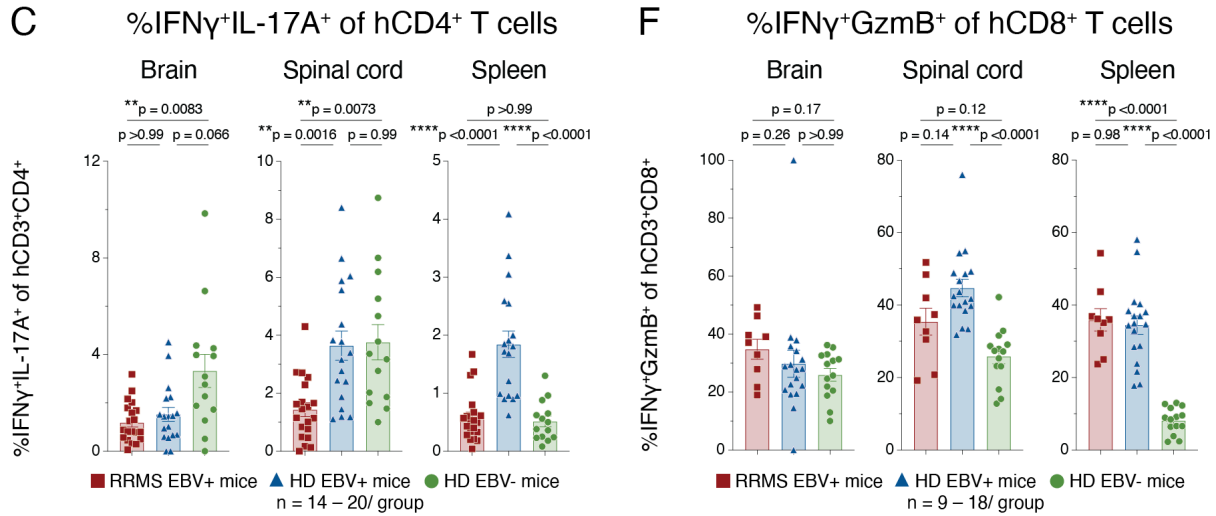 C %IFNγ⁺IL-17A⁺ of hCD4⁺ T cells
Brain Spinal cord Spleen
**p = 0.0083 **p = 0.0073 p >0.99
p >0.99 p = 0.066 **p = 0.0016 p = 0.99 ****p <0.0001 ****p <0.0001
%IFNγ⁺IL-17A⁺ of hCD3⁺CD4⁺
12
8
4
0
10
8
6
4
2
0
5
4
3
2
1
0
RRMS EBV+ mice HD EBV+ mice HD EBV- mice
n = 14 – 20/ group
F %IFNγ⁺GzmB⁺ of hCD8⁺ T cells
Brain Spinal cord Spleen
p = 0.17 p = 0.12 ****p <0.0001
p = 0.26 p >0.99 p = 0.14 ****p <0.0001 p = 0.98 ****p <0.0001
%IFNγ⁺GzmB⁺ of hCD3⁺CD8⁺
100
80
60
40
20
0
80
60
40
20
0
80
60
40
20
0
RRMS EBV+ mice HD EBV+ mice HD EBV- mice
n = 9 – 18/ group